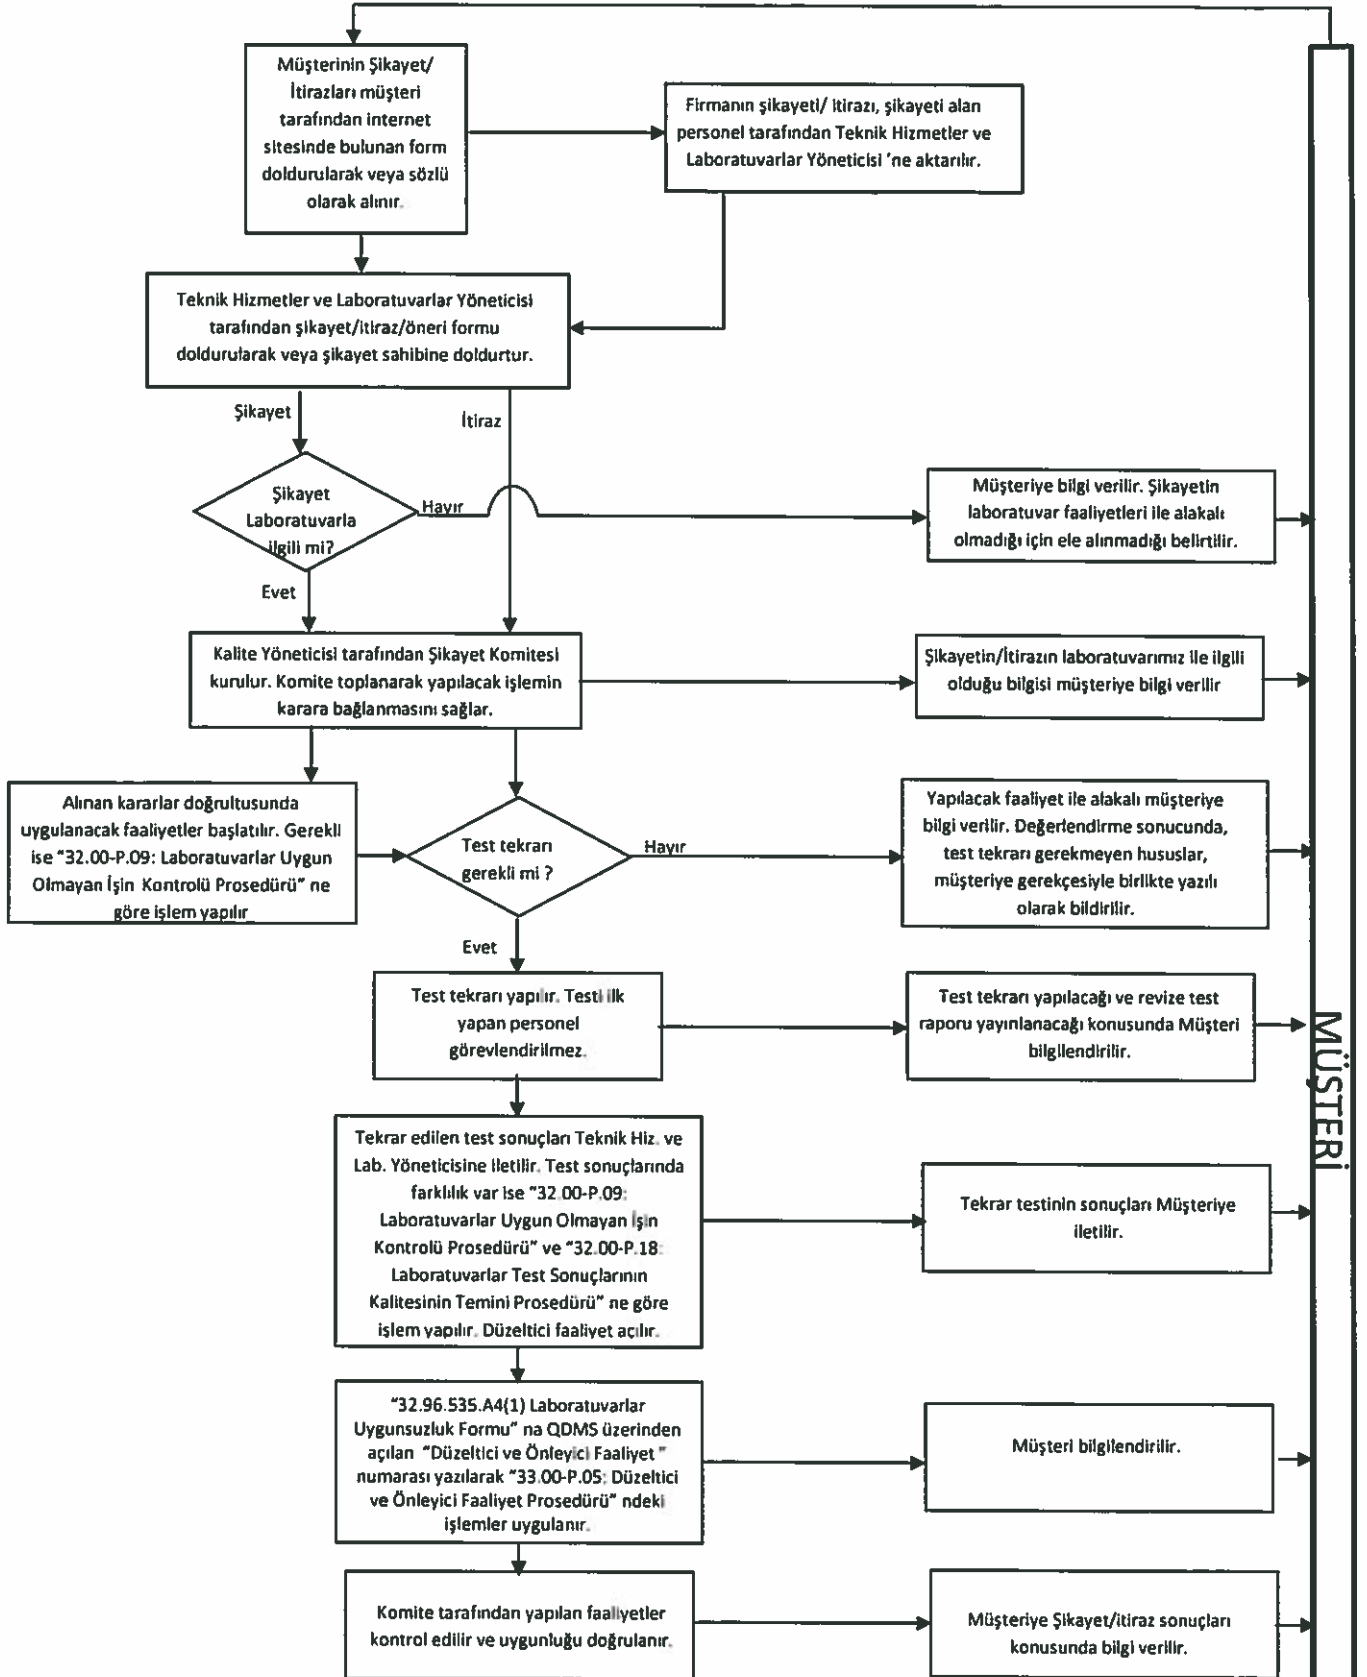 Müşterinin Şikayet/
İtirazları müşteri
tarafından internet
sitesinde bulunan form
doldurularak veya sözlü
olarak alınır.
Firmanın şikayeti/ itirazı, şikayeti alan
personel tarafından Teknik Hizmetler ve
Laboratuvarlar Yöneticisi 'ne aktarılır.
Teknik Hizmetler ve Laboratuvarlar Yöneticisi
tarafından şikayet/itiraz/öneri formu
doldurularak veya şikayet sahibine doldurtur.
Şikayet
İtiraz
Şikayet
Laboratuvarla
ilgili mi?
Hayır
Müşteriye bilgi verilir. Şikayetin
laboratuvar faaliyetleri ile alakalı
olmadığı için ele alınmadığı belirtilir.
Evet
Kalite Yöneticisi tarafından Şikayet Komitesi
kurulur. Komite toplanarak yapılacak işlemin
karara bağlanmasını sağlar.
Şikayetin/İtirazın laboratuvarımız ile ilgili
olduğu bilgisi müşteriye bilgi verilir
Alınan kararlar doğrultusunda
uygulanacak faaliyetler başlatılır. Gerekli
ise "32.00-P.09: Laboratuvarlar Uygun
Olmayan İşin Kontrolü Prosedürü" ne
göre işlem yapılır
Test tekrarı
gerekli mi ?
Hayır
Yapılacak faaliyet ile alakalı müşteriye
bilgi verilir. Değerlendirme sonucunda,
test tekrarı gerekmeyen hususlar,
müşteriye gerekçesiyle birlikte yazılı
olarak bildirilir.
Evet
Test tekrarı yapılır. Testi ilk
yapan personel
görevlendirilmez.
Test tekrarı yapılacağı ve revize test
raporu yayınlanacağı konusunda Müşteri
bilgilendirilir.
MÜŞTERİ
Tekrar edilen test sonuçları Teknik Hiz. ve
Lab. Yöneticisine iletilir. Test sonuçlarında
farklılık var ise "32.00-P.09:
Laboratuvarlar Uygun Olmayan İşin
Kontrolü Prosedürü" ve "32.00-P.18:
Laboratuvarlar Test Sonuçlarının
Kalitesinin Temini Prosedürü" ne göre
işlem yapılır. Düzeltici faaliyet açılır.
Tekrar testinin sonuçları Müşteriye
iletilir.
"32.96.535.A4(1) Laboratuvarlar
Uygunsuzluk Formu" na QDMS üzerinden
açılan "Düzeltici ve Önleyici Faaliyet "
numarası yazılarak "33.00-P.05: Düzeltici
ve Önleyici Faaliyet Prosedürü" ndeki
işlemler uygulanır.
Müşteri bilgilendirilir.
Komite tarafından yapılan faaliyetler
kontrol edilir ve uygunluğu doğrulanır.
Müşteriye Şikayet/itiraz sonuçları
konusunda bilgi verilir.